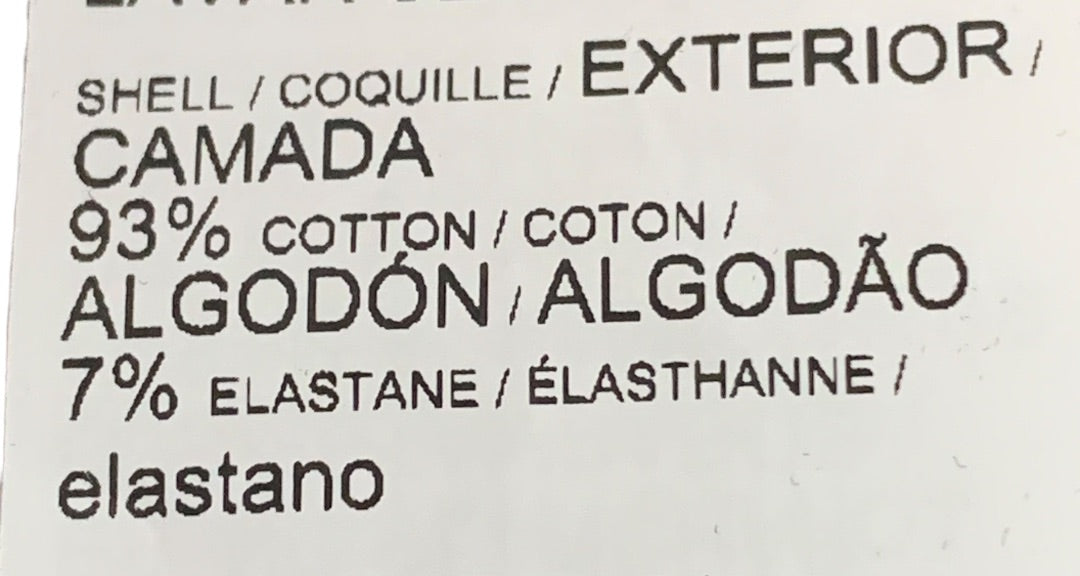 SHELL / COQUILLE / EXTERIOR /
CAMADA
93% COTTON / COTON /
ALGODÓN / ALGODÃO
7% ELASTANE / ÉLASTHANNE /
elastano